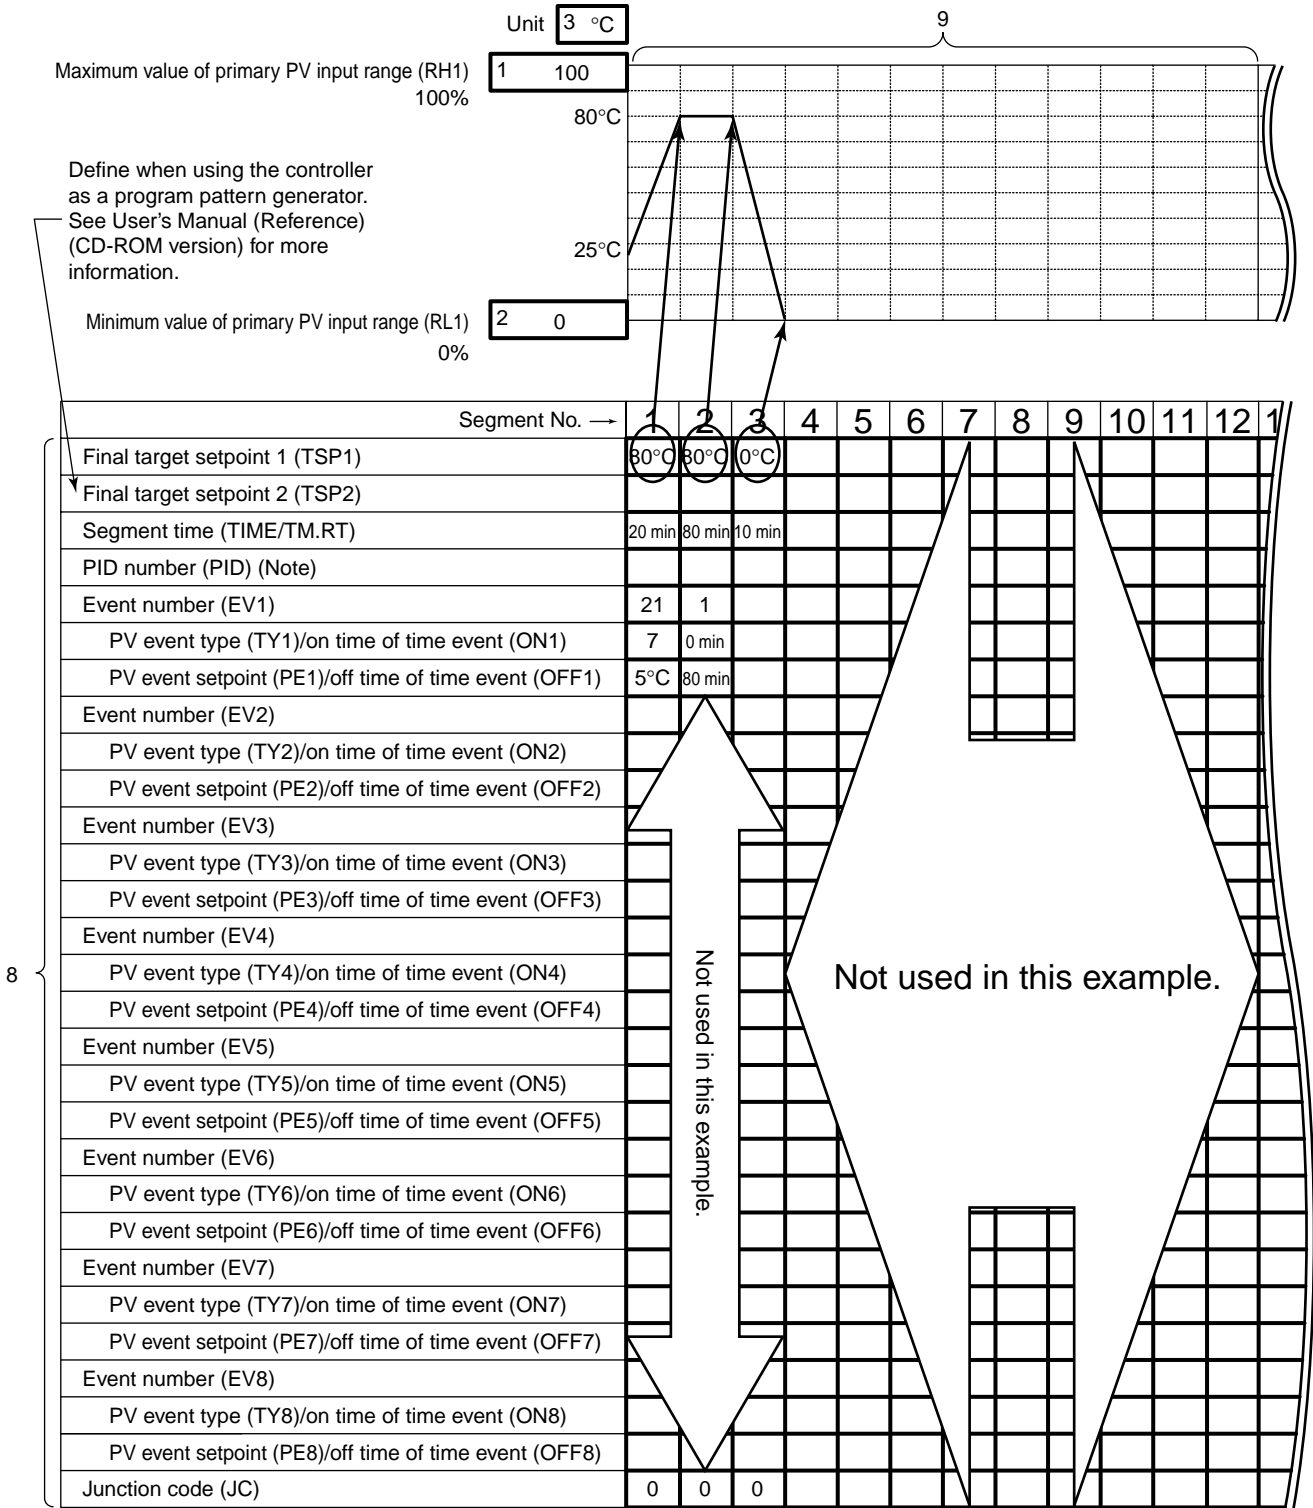 Unit 3 °C
9
Maximum value of primary PV input range (RH1) 1 100
100%
80°C
Define when using the controller
as a program pattern generator.
See User's Manual (Reference)
(CD-ROM version) for more
information.
25°C
Minimum value of primary PV input range (RL1) 2 0
0%
Segment No. → 1 2 3 4 5 6 7 8 9 10 11 12 1
Final target setpoint 1 (TSP1) 80°C 80°C 0°C
Final target setpoint 2 (TSP2)
Segment time (TIME/TM.RT) 20 min 80 min 10 min
PID number (PID) (Note)
Event number (EV1) 21 1
PV event type (TY1)/on time of time event (ON1) 7 0 min
PV event setpoint (PE1)/off time of time event (OFF1) 5°C 80 min
Event number (EV2)
PV event type (TY2)/on time of time event (ON2)
PV event setpoint (PE2)/off time of time event (OFF2)
Event number (EV3)
PV event type (TY3)/on time of time event (ON3)
PV event setpoint (PE3)/off time of time event (OFF3)
Event number (EV4)
8
PV event type (TY4)/on time of time event (ON4)
Not used in this example.
Not used in this example.
PV event setpoint (PE4)/off time of time event (OFF4)
Event number (EV5)
PV event type (TY5)/on time of time event (ON5)
PV event setpoint (PE5)/off time of time event (OFF5)
Event number (EV6)
PV event type (TY6)/on time of time event (ON6)
PV event setpoint (PE6)/off time of time event (OFF6)
Event number (EV7)
PV event type (TY7)/on time of time event (ON7)
PV event setpoint (PE7)/off time of time event (OFF7)
Event number (EV8)
PV event type (TY8)/on time of time event (ON8)
PV event setpoint (PE8)/off time of time event (OFF8)
Junction code (JC) 0 0 0